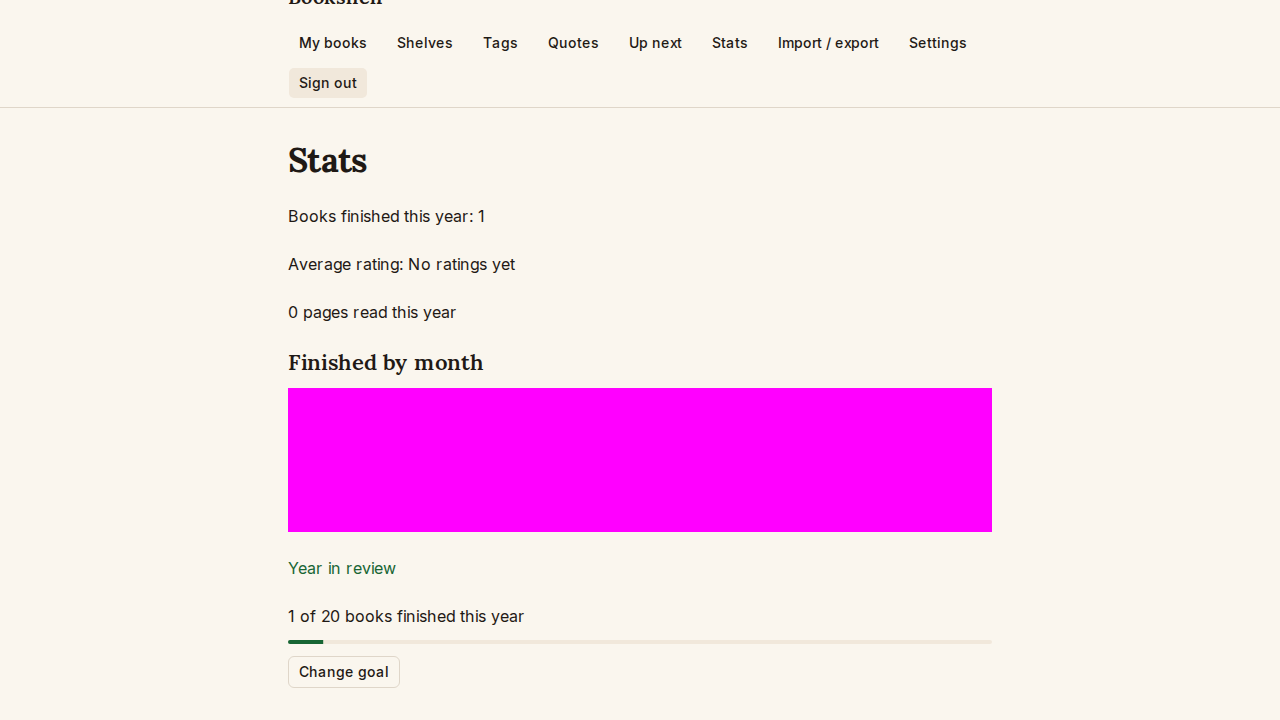 Bookshelf
My books Shelves Tags Quotes Up next Stats Import / export Settings
Sign out
Stats
Books finished this year: 1
Average rating: No ratings yet
0 pages read this year
Finished by month
Year in review
1 of 20 books finished this year
Change goal